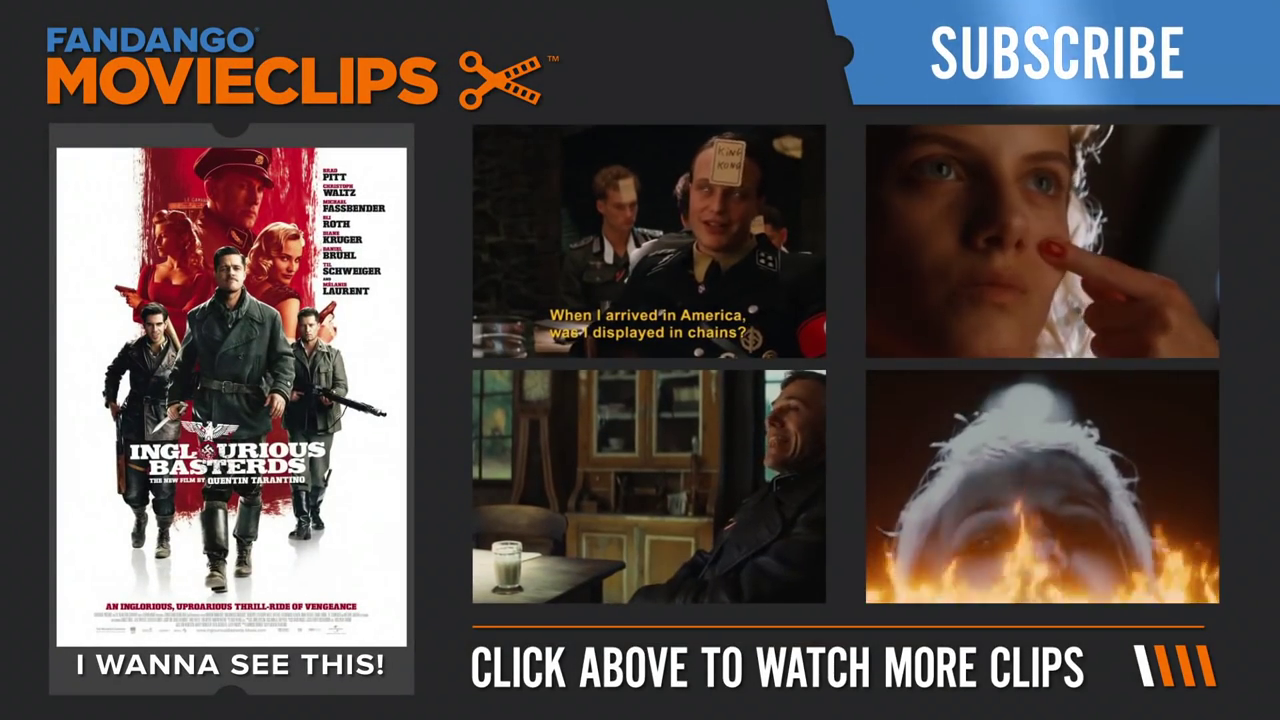 FANDANGO
MOVIECLIPS ™
SUBSCRIBE
BRAD
PITT
CHRISTOPH
WALTZ
MICHAEL
FASSBENDER
ELI
ROTH
DIANE
KRUGER
DANIEL
BRÜHL
TIL
SCHWEIGER
AND
MÉLANIE
LAURENT
INGLOURIOUS
BASTERDS
THE NEW FILM BY QUENTIN TARANTINO
AN INGLORIOUS, UPROARIOUS THRILL-RIDE OF VENGEANCE
I WANNA SEE THIS!
KING
KONG
When I arrived in America,
was I displayed in chains?
CLICK ABOVE TO WATCH MORE CLIPS